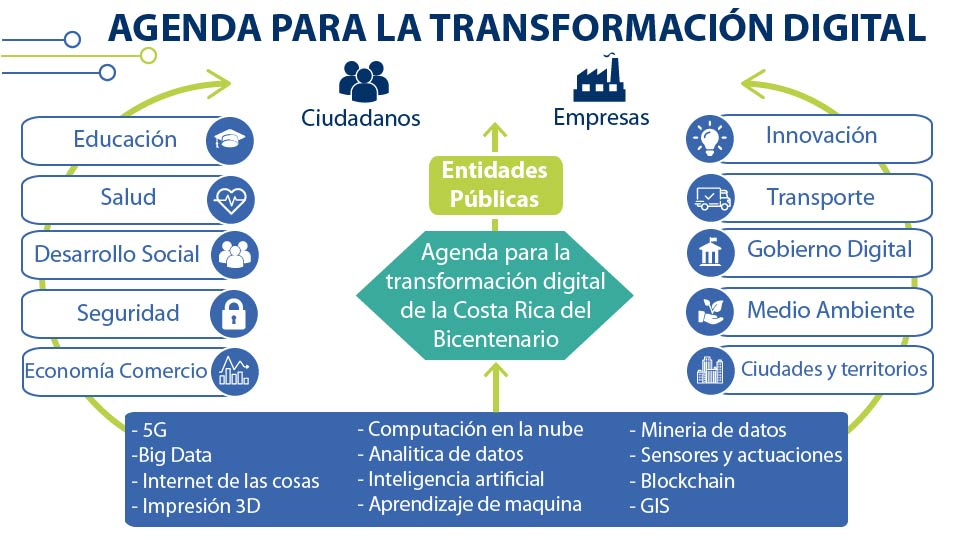 AGENDA PARA LA TRANSFORMACIÓN DIGITAL
Ciudadanos
Empresas
Educación
Salud
Desarrollo Social
Seguridad
Economía Comercio
Entidades
Públicas
Agenda para la
transformación digital
de la Costa Rica del
Bicentenario
Innovación
Transporte
Gobierno Digital
Medio Ambiente
Ciudades y territorios
- 5G
-Big Data
- Internet de las cosas
- Impresión 3D
- Computación en la nube
- Analitica de datos
- Inteligencia artificial
- Aprendizaje de maquina
- Mineria de datos
- Sensores y actuaciones
- Blockchain
- GIS